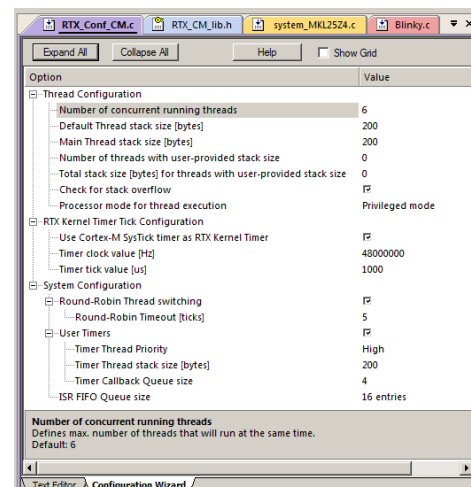 RTX_Conf_CM.c RTX_CM_lib.h system_MKL25Z4.c Blinky.c
Expand All Collapse All Help Show Grid
Option Value
Thread Configuration
Number of concurrent running threads 6
Default Thread stack size [bytes] 200
Main Thread stack size [bytes] 200
Number of threads with user-provided stack size 0
Total stack size [bytes] for threads with user-provided stack size 0
Check for stack overflow
Processor mode for thread execution Privileged mode
RTX Kernel Timer Tick Configuration
Use Cortex-M SysTick timer as RTX Kernel Timer
Timer clock value [Hz] 48000000
Timer tick value [us] 1000
System Configuration
Round-Robin Thread switching
Round-Robin Timeout [ticks] 5
User Timers
Timer Thread Priority High
Timer Thread stack size [bytes] 200
Timer Callback Queue size 4
ISR FIFO Queue size 16 entries
Number of concurrent running threads
Defines max. number of threads that will run at the same time.
Default: 6
Text Editor Configuration Wizard